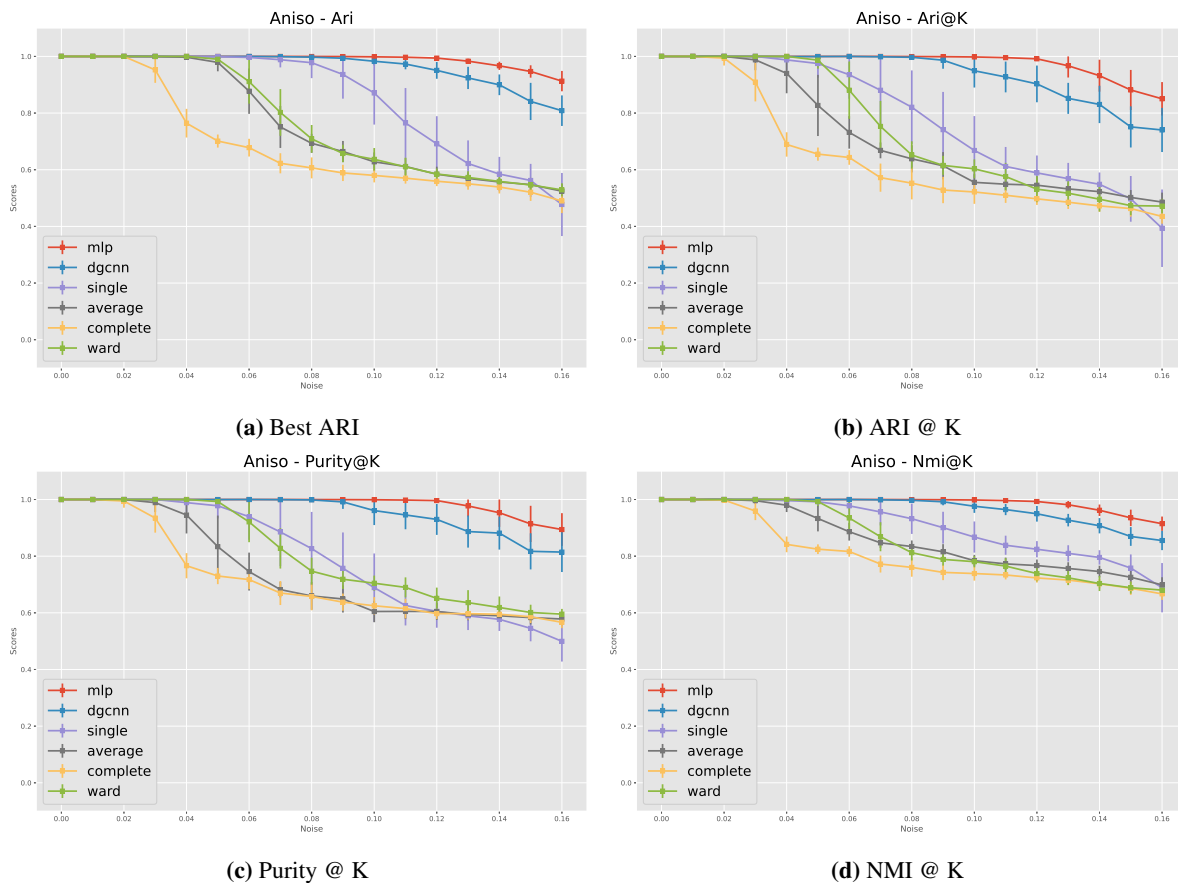 Aniso - Ari
1.0
0.8
0.6
0.4
0.2
0.0
Scores
mlp
dgcnn
single
average
complete
ward
0.00 0.02 0.04 0.06 0.08 0.10 0.12 0.14 0.16
Noise
(a) Best ARI
Aniso - Ari@K
1.0
0.8
0.6
0.4
0.2
0.0
Scores
mlp
dgcnn
single
average
complete
ward
0.00 0.02 0.04 0.06 0.08 0.10 0.12 0.14 0.16
Noise
(b) ARI @ K
Aniso - Purity@K
1.0
0.8
0.6
0.4
0.2
0.0
Scores
mlp
dgcnn
single
average
complete
ward
0.00 0.02 0.04 0.06 0.08 0.10 0.12 0.14 0.16
Noise
(c) Purity @ K
Aniso - Nmi@K
1.0
0.8
0.6
0.4
0.2
0.0
Scores
mlp
dgcnn
single
average
complete
ward
0.00 0.02 0.04 0.06 0.08 0.10 0.12 0.14 0.16
Noise
(d) NMI @ K